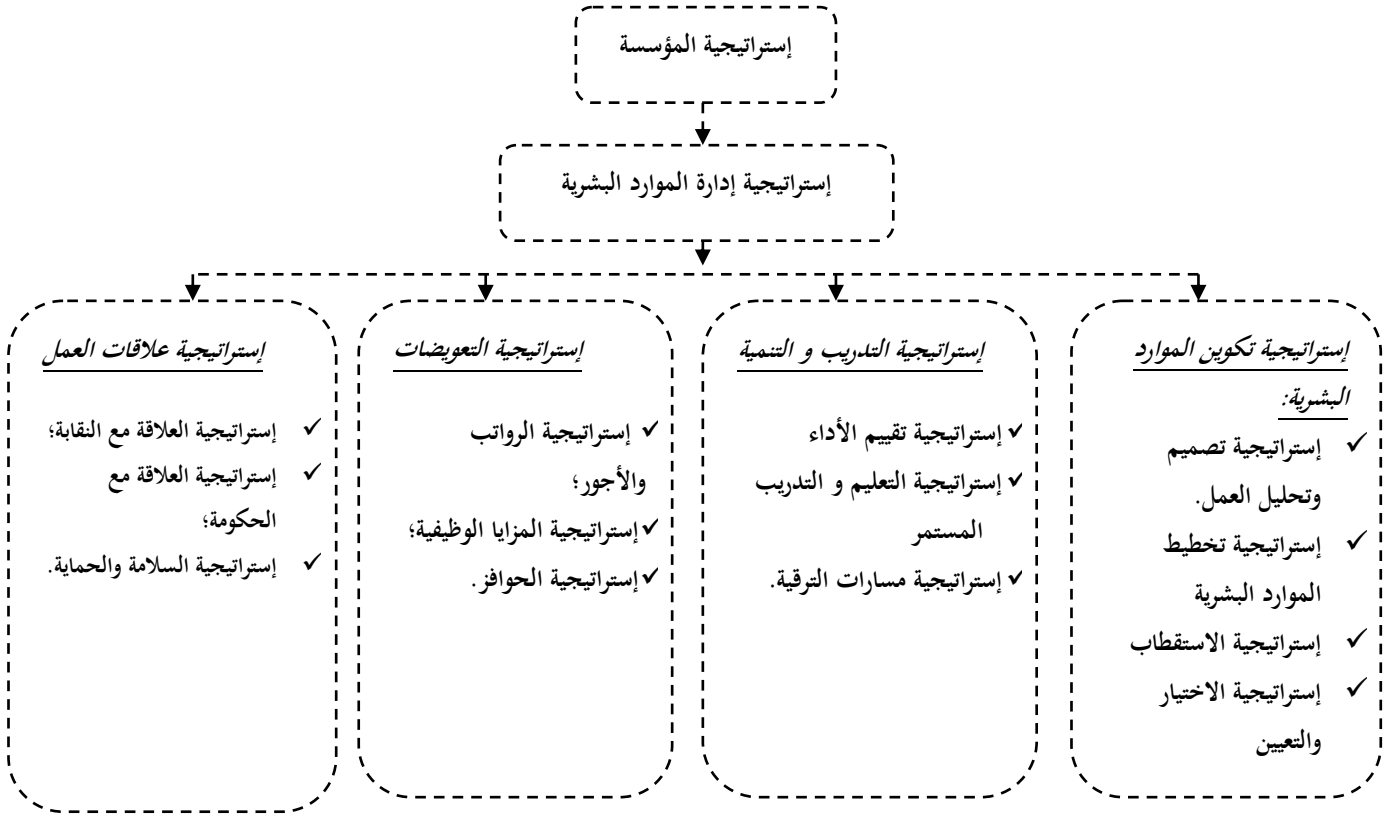 إستراتيجية المؤسسة
إستراتيجية إدارة الموارد البشرية
إستراتيجية تكوين الموارد
البشرية:
✓ إستراتيجية تصميم
وتحليل العمل.
✓ إستراتيجية تخطيط
الموارد البشرية
✓ إستراتيجية الاستقطاب
✓ إستراتيجية الاختيار
والتعيين
إستراتيجية التدريب و التنمية
✓ إستراتيجية تقييم الأداء
✓ إستراتيجية التعليم و التدريب
المستمر
✓ إستراتيجية مسارات الترقية.
إستراتيجية التعويضات
✓ إستراتيجية الرواتب
والأجور؛
✓ إستراتيجية المزايا الوظيفية؛
✓ إستراتيجية الحوافز.
إستراتيجية علاقات العمل
✓ إستراتيجية العلاقة مع النقابة؛
✓ إستراتيجية العلاقة مع
الحكومة؛
✓ إستراتيجية السلامة والحماية.